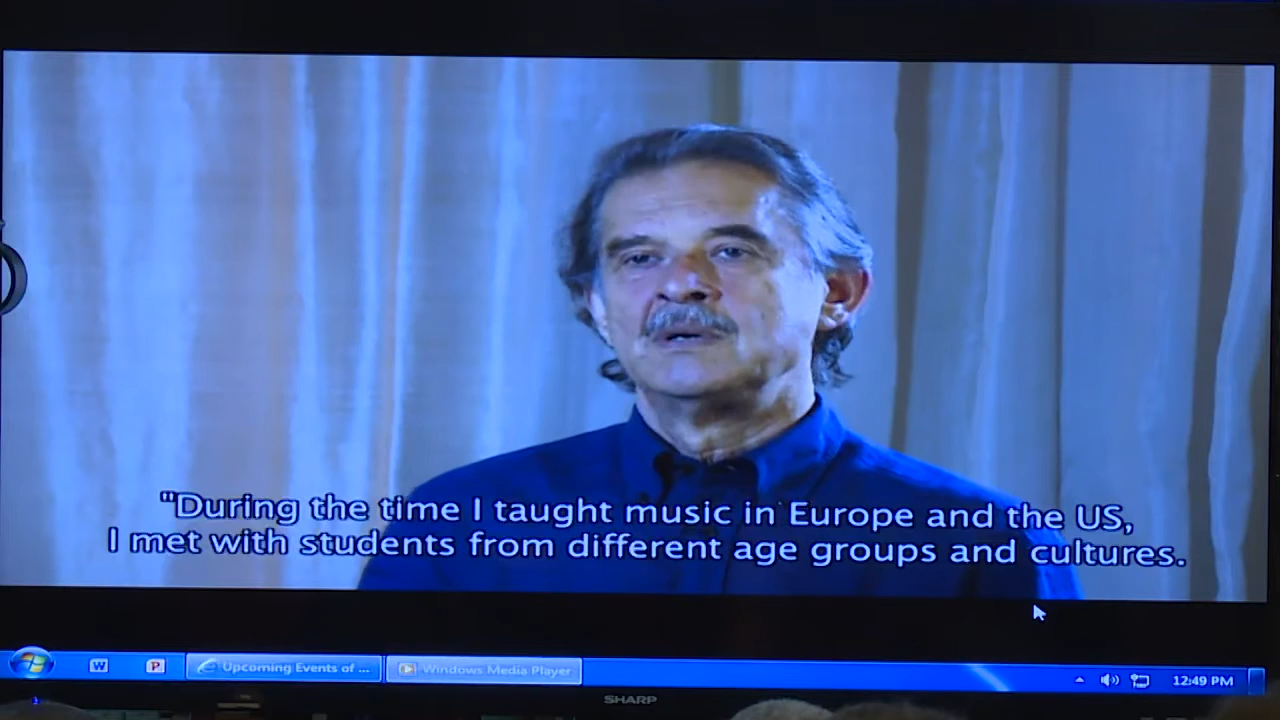 "During the time I taught music in Europe and the US,
I met with students from different age groups and cultures.
W
P
Upcoming Events of ...
Windows Media Player
12:49 PM
SHARP